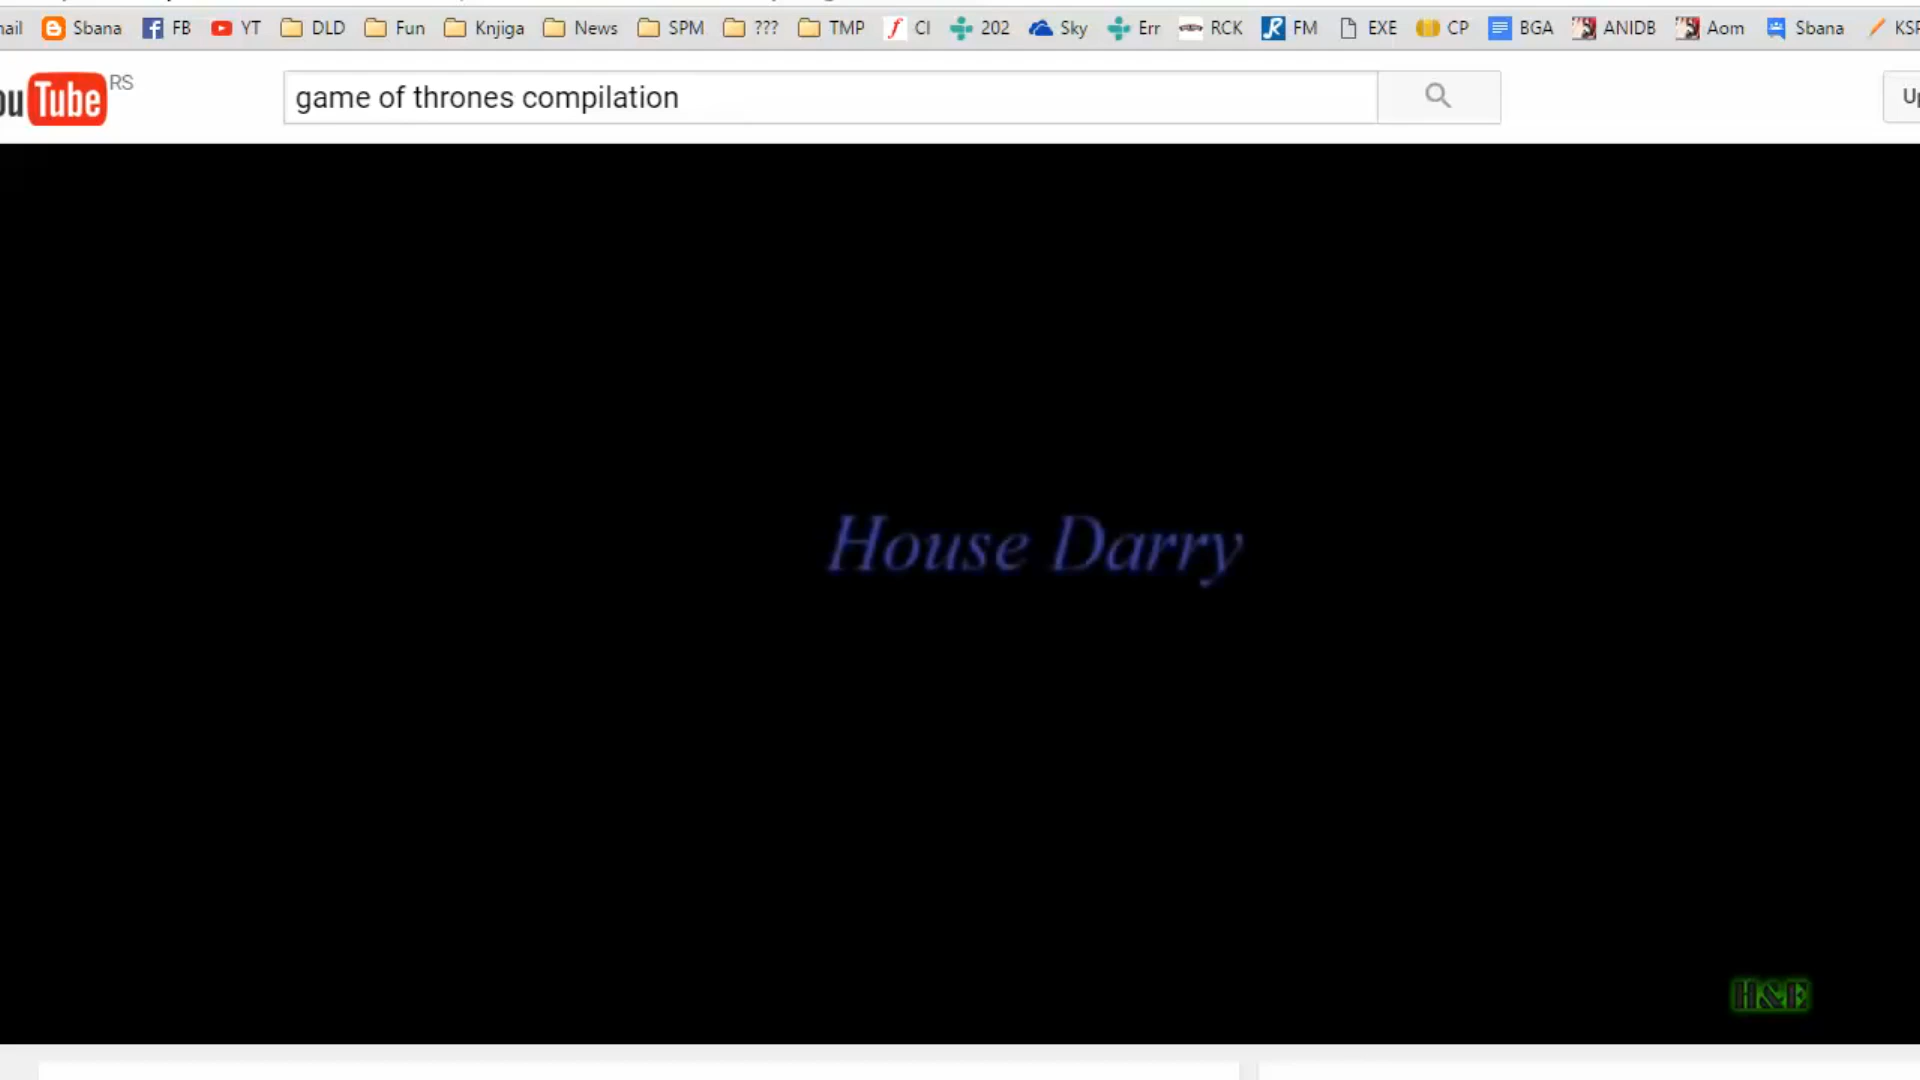 ail Sbana FB YT DLD Fun Knjiga News SPM ??? TMP CI 202 Sky Err RCK FM EXE CP BGA ANIDB Aom Sbana KSP
ou Tube RS game of thrones compilation Up
House Darry
H&E